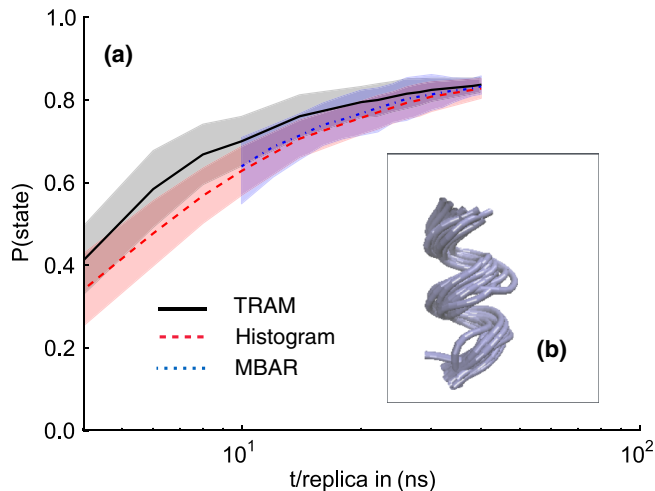 1.0
(a)
0.8
0.6
0.4
0.2
0.0
P(state)
TRAM
Histogram
MBAR
(b)
10^1
10^2
t/replica in (ns)